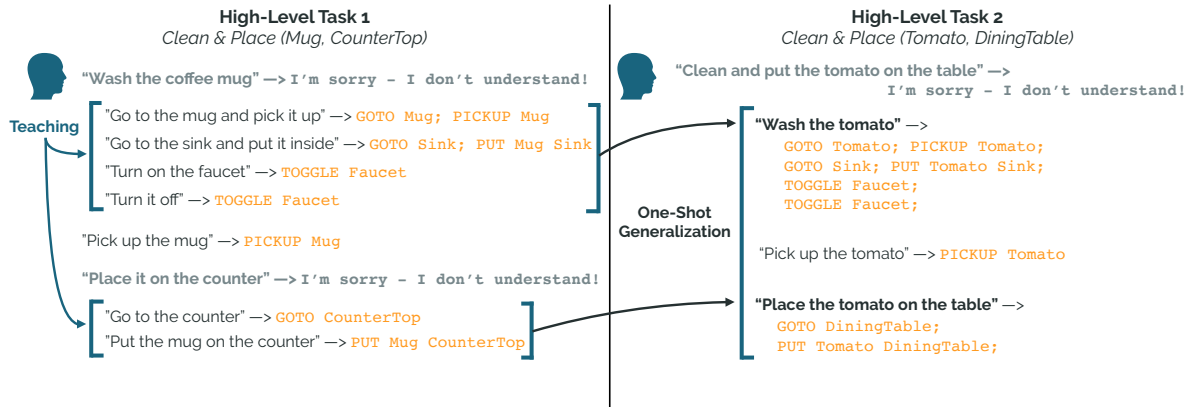 High-Level Task 1
Clean & Place (Mug, CounterTop)
“Wash the coffee mug” —> I'm sorry – I don't understand!
Teaching
"Go to the mug and pick it up" —> GOTO Mug; PICKUP Mug
"Go to the sink and put it inside" —> GOTO Sink; PUT Mug Sink
"Turn on the faucet" —> TOGGLE Faucet
"Turn it off" —> TOGGLE Faucet
"Pick up the mug" —> PICKUP Mug
“Place it on the counter” —> I'm sorry – I don't understand!
"Go to the counter" —> GOTO CounterTop
"Put the mug on the counter" —> PUT Mug CounterTop
High-Level Task 2
Clean & Place (Tomato, DiningTable)
“Clean and put the tomato on the table” —>
I'm sorry – I don't understand!
One-Shot
Generalization
“Wash the tomato” —>
GOTO Tomato; PICKUP Tomato;
GOTO Sink; PUT Tomato Sink;
TOGGLE Faucet;
TOGGLE Faucet;
“Pick up the tomato” —> PICKUP Tomato
“Place the tomato on the table” —>
GOTO DiningTable;
PUT Tomato DiningTable;